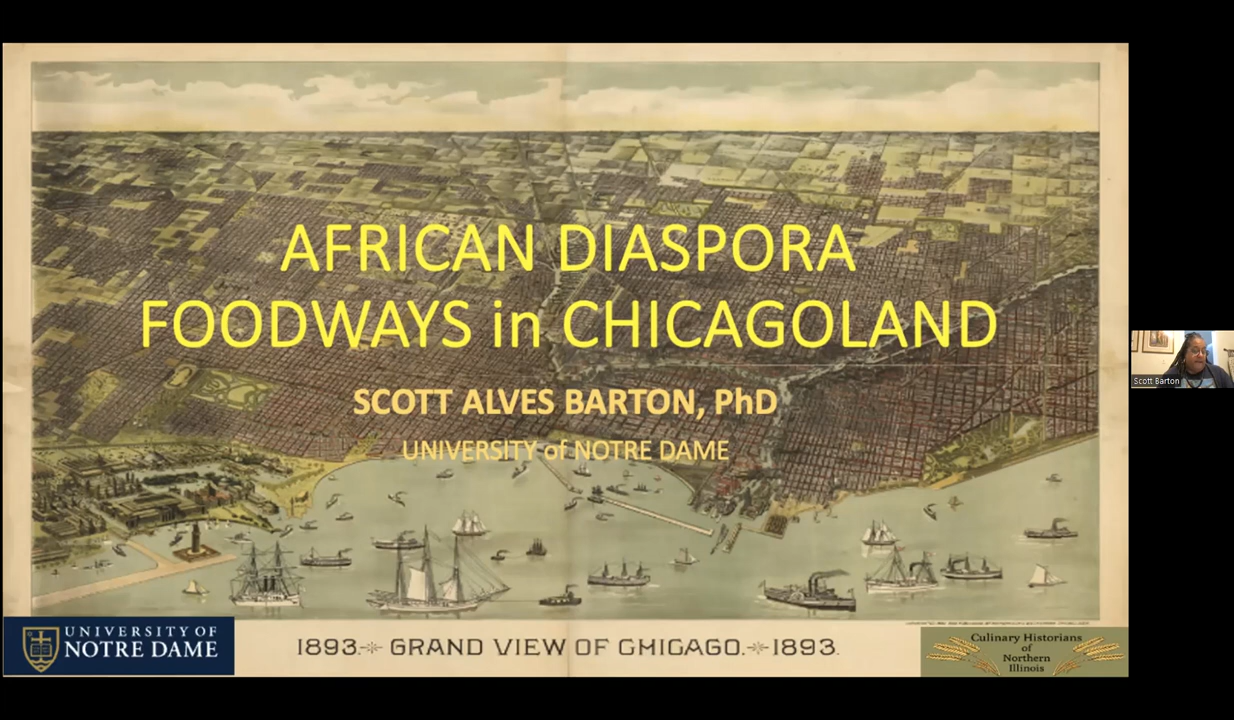 AFRICAN DIASPORA
FOODWAYS in CHICAGOLAND
SCOTT ALVES BARTON, PhD
UNIVERSITY of NOTRE DAME
Scott Barton
UNIVERSITY OF
NOTRE DAME
1893. GRAND VIEW OF CHICAGO. 1893.
Culinary Historians
of
Northern
Illinois